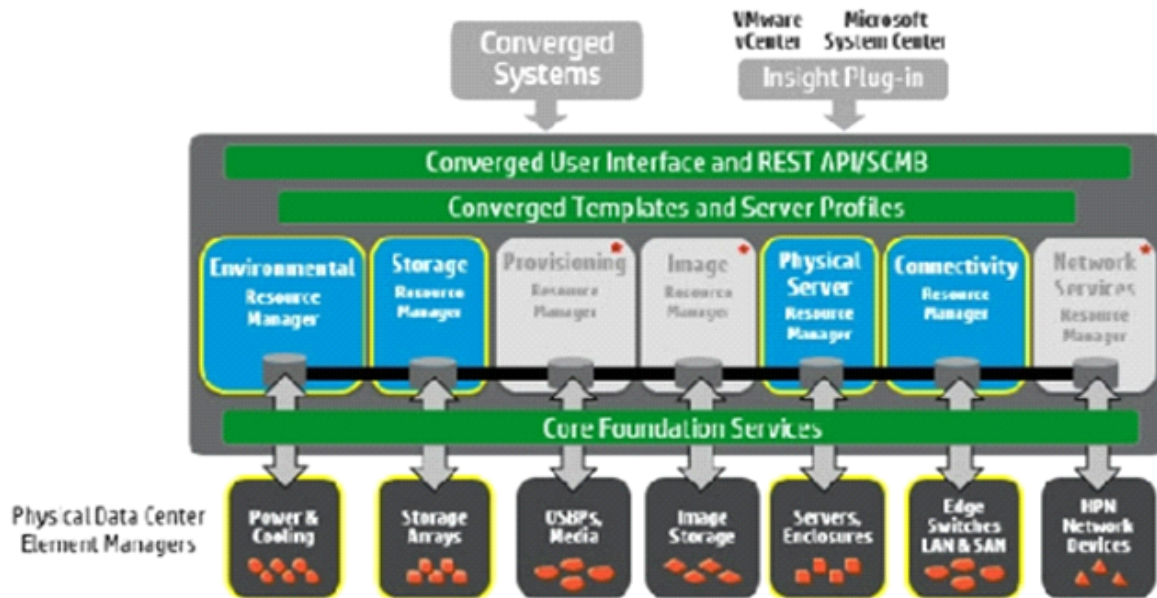 VMware
vCenter
Microsoft
System Center
Converged
Systems
Insight Plug-in
Converged User Interface and REST API/SCMB
Converged Templates and Server Profiles
Environmental
Resource
Manager
Storage
Resource
Manager
Provisioning
Resource
Manager
Image
Resource
Manager
Physical
Server
Resource
Manager
Connectivity
Resource
Manager
Network
Services
Resource
Manager
Core Foundation Services
Physical Data Center
Element Managers
Power &
Cooling
Storage
Arrays
OSBPs,
Media
Image
Storage
Servers,
Enclosures
Edge
Switches
LAN & SAN
HPN
Network
Devices